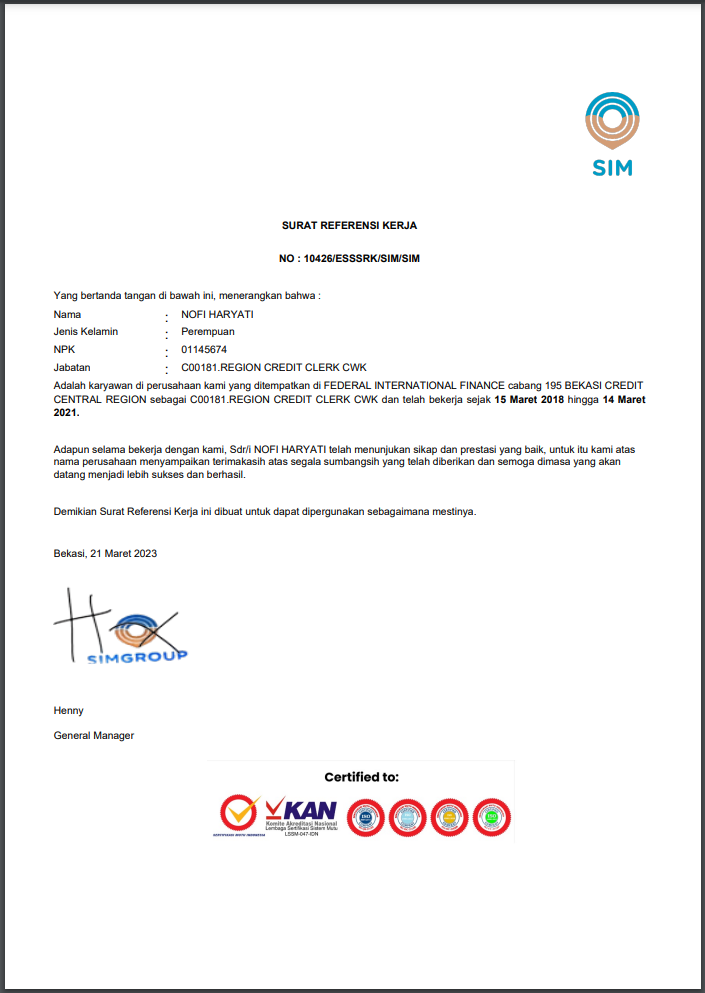 SIM
SURAT REFERENSI KERJA
NO : 10426/ESSSRK/SIM/SIM
Yang bertanda tangan di bawah ini, menerangkan bahwa :
Nama : NOFI HARYATI
Jenis Kelamin : Perempuan
NPK : 01145674
Jabatan : C00181.REGION CREDIT CLERK CWK
Adalah karyawan di perusahaan kami yang ditempatkan di FEDERAL INTERNATIONAL FINANCE cabang 195 BEKASI CREDIT
CENTRAL REGION sebagai C00181.REGION CREDIT CLERK CWK dan telah bekerja sejak 15 Maret 2018 hingga 14 Maret
2021.
Adapun selama bekerja dengan kami, Sdr/i NOFI HARYATI telah menunjukan sikap dan prestasi yang baik, untuk itu kami atas
nama perusahaan menyampaikan terimakasih atas segala sumbangsih yang telah diberikan dan semoga dimasa yang akan
datang menjadi lebih sukses dan berhasil.
Demikian Surat Referensi Kerja ini dibuat untuk dapat dipergunakan sebagaimana mestinya.
Bekasi, 21 Maret 2023
SIMGROUP
Henny
General Manager
Certified to:
KAN
Komite Akreditasi Nasional
Lembaga Sertifikasi Sistem Mutu
LSSM-047-IDN
ISO
ISO
ISO